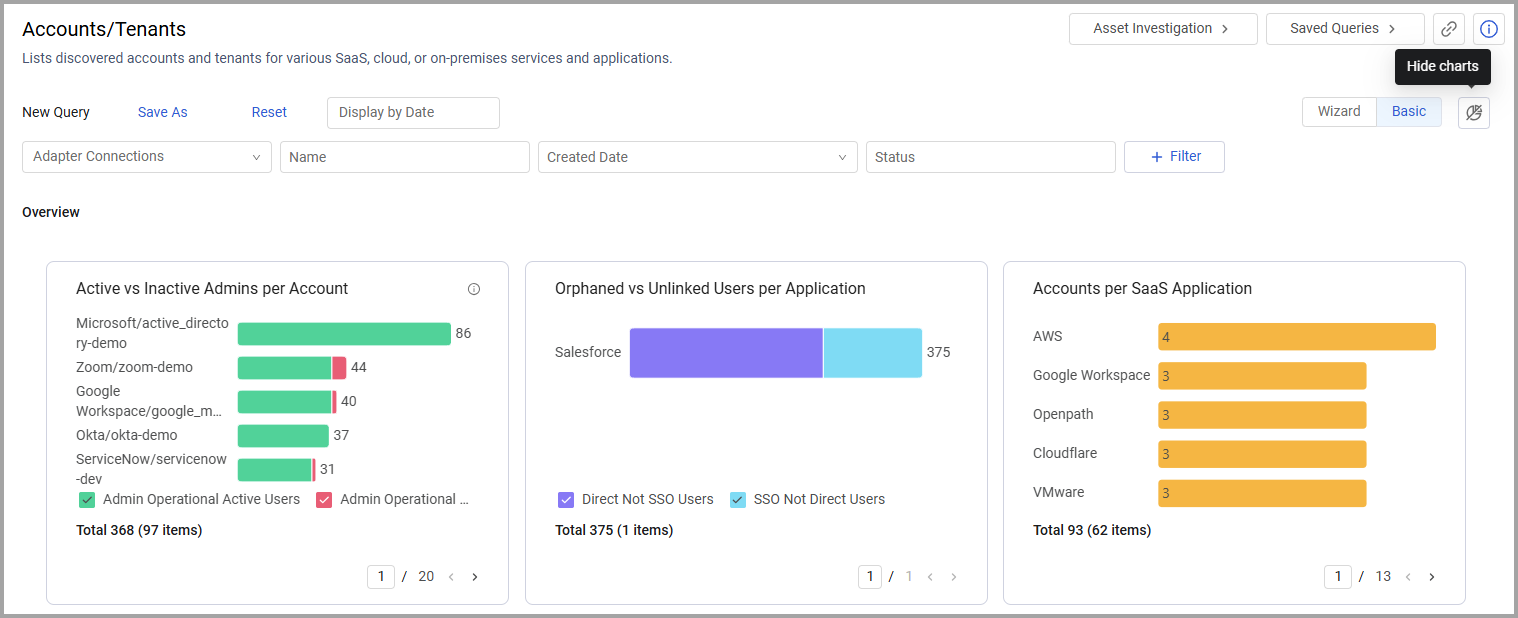 Accounts/Tenants
Asset Investigation
Saved Queries
Lists discovered accounts and tenants for various SaaS, cloud, or on-premises services and applications.
Hide charts
New Query
Save As
Reset
Display by Date
Wizard
Basic
Adapter Connections
Name
Created Date
Status
+ Filter
Overview
Active vs Inactive Admins per Account
Microsoft/active_directo
ry-demo
86
Zoom/zoom-demo
44
Google
Workspace/google_m...
40
Okta/okta-demo
37
ServiceNow/servicenow
-dev
31
Admin Operational Active Users
Admin Operational ...
Total 368 (97 items)
1 / 20
Orphaned vs Unlinked Users per Application
Salesforce
375
Direct Not SSO Users
SSO Not Direct Users
Total 375 (1 items)
1 / 1
Accounts per SaaS Application
AWS
4
Google Workspace
3
Openpath
3
Cloudflare
3
VMware
3
Total 93 (62 items)
1 / 13